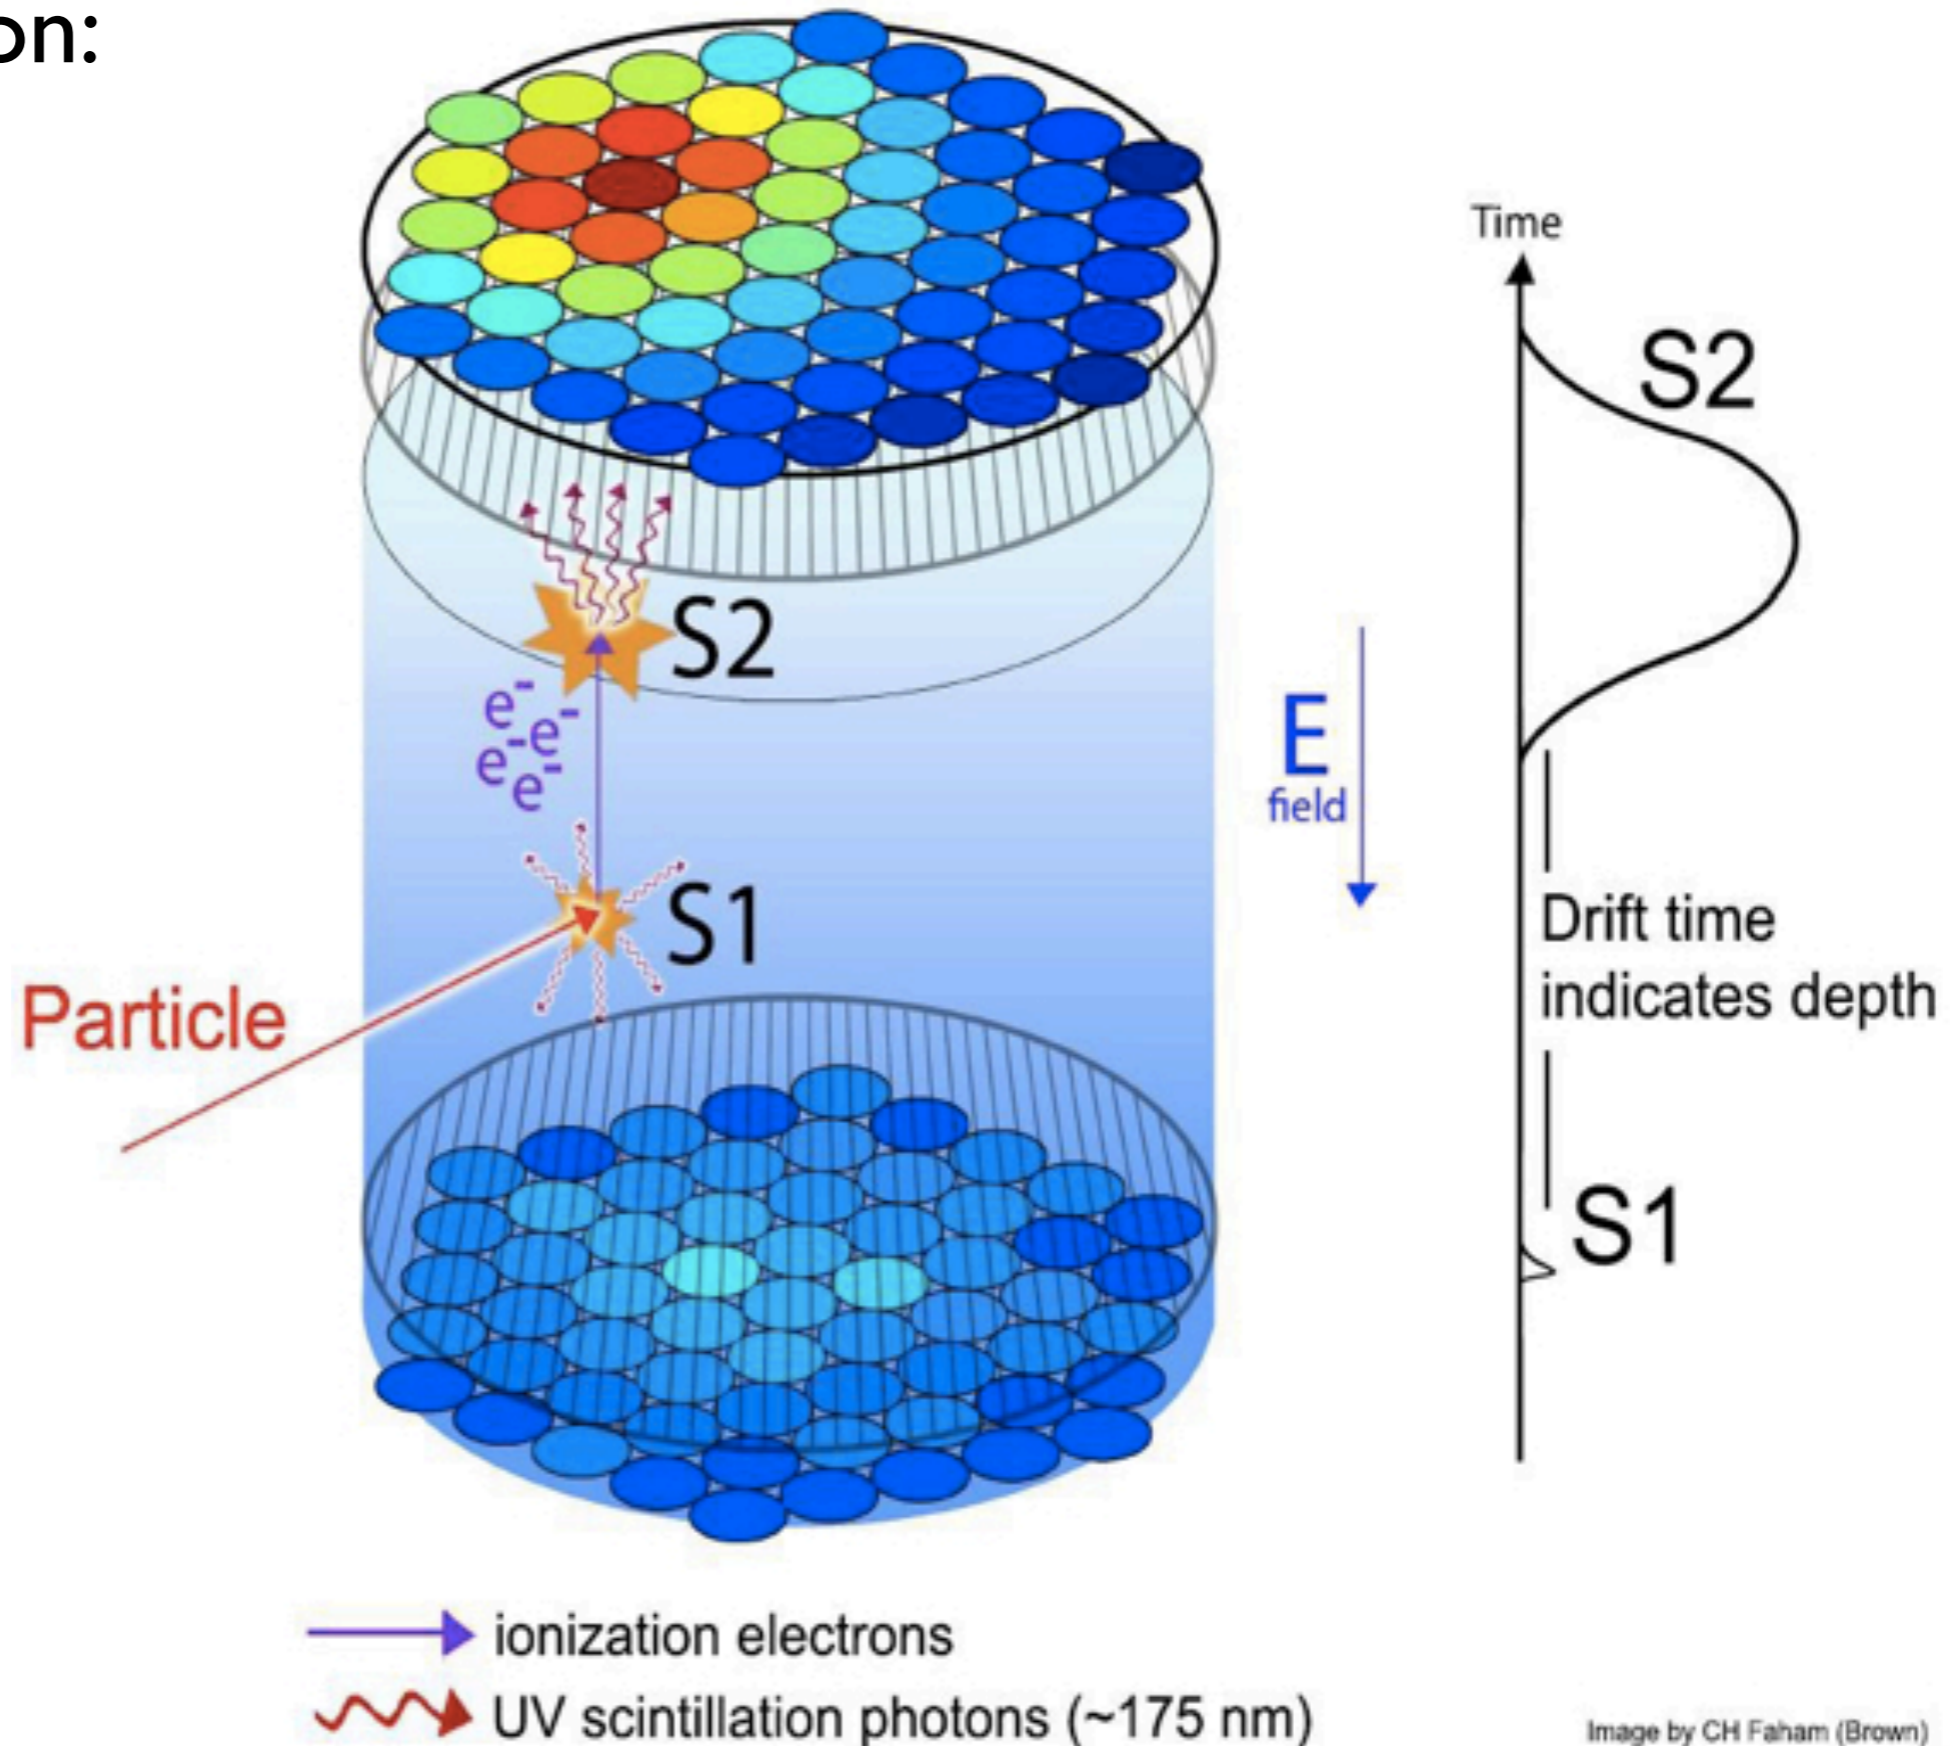 on:
Time
S2
S2
e-
e-
e-
e-
E
field
S1
Drift time
indicates depth
Particle
S1
ionization electrons
UV scintillation photons (~175 nm)
Image by CH Faham (Brown)